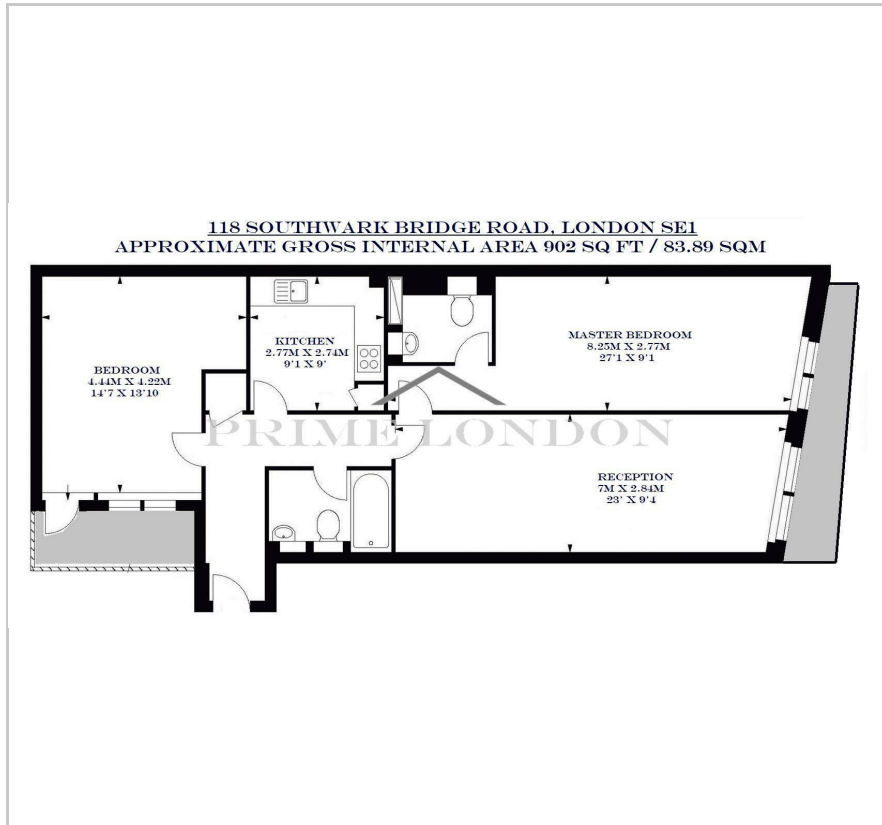 118 SOUTHWARK BRIDGE ROAD, LONDON SE1
APPROXIMATE GROSS INTERNAL AREA 902 SQ FT / 83.89 SQM
BEDROOM
4.44M X 4.22M
14'7 X 13'10
KITCHEN
2.77M X 2.74M
9'1 X 9'
MASTER BEDROOM
8.25M X 2.77M
27'1 X 9'1
PRIME LONDON
RECEPTION
7M X 2.84M
23' X 9'4